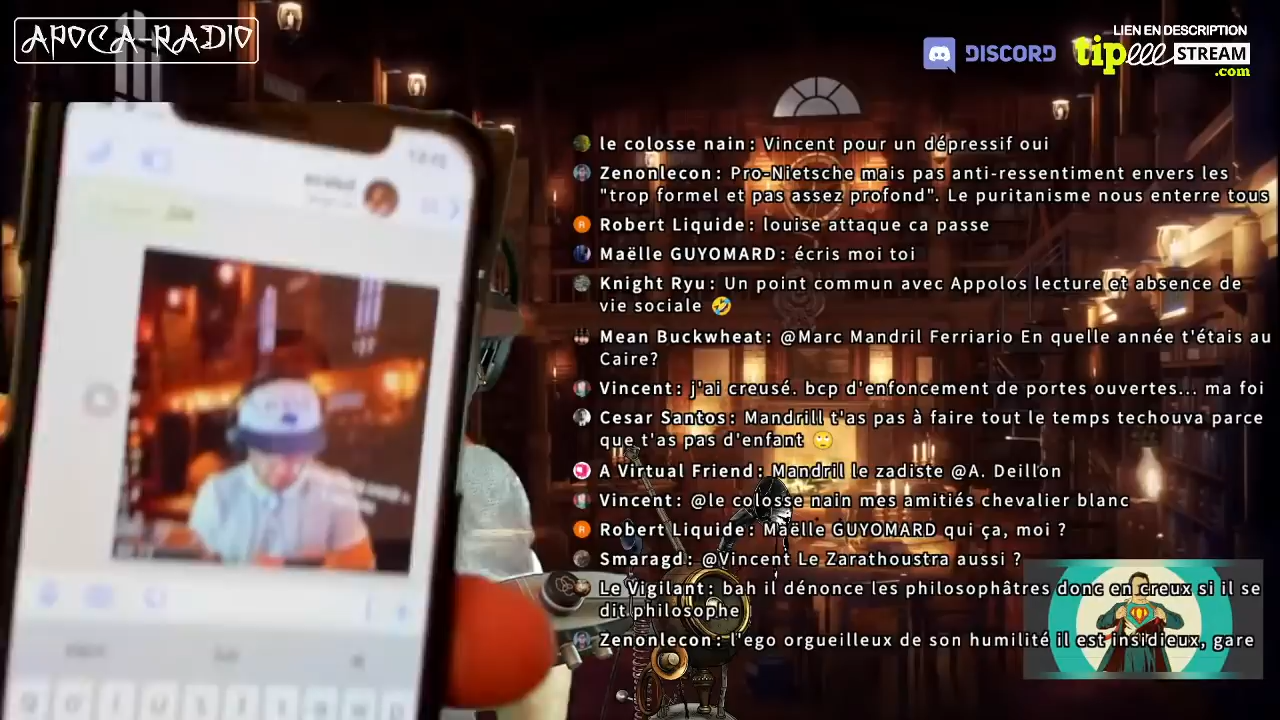 APOCA-RADIO
LIEN EN DESCRIPTION
DISCORD
tipeee STREAM
.com
le colosse nain: Vincent pour un dépressif oui
Zenonlecon: Pro-Nietsche mais pas anti-ressentiment envers les
"trop formel et pas assez profond". Le puritanisme nous enterre tous
Robert Liquide: louise attaque ca passe
Maëlle GUYOMARD: écris moi toi
Knight Ryu: Un point commun avec Appolos lecture et absence de
vie sociale 🤣
Mean Buckwheat: @Marc Mandril Ferriario En quelle année t'étais au
Caire?
Vincent: j'ai creusé. bcp d'enfoncement de portes ouvertes... ma foi
Cesar Santos: Mandrill t'as pas à faire tout le temps techouva parce
que t'as pas d'enfant 🙄
A Virtual Friend: Mandril le zadiste @A. Deillon
Vincent: @le colosse nain mes amitiés chevalier blanc
Robert Liquide: Maëlle GUYOMARD qui ça, moi ?
Smaragd: @Vincent Le Zarathoustra aussi ?
Le Vigilant: bah il dénonce les philosophâtres donc en creux si il se
dit philosophe
Zenonlecon: l'ego orgueilleux de son humilité il est insidieux, gare